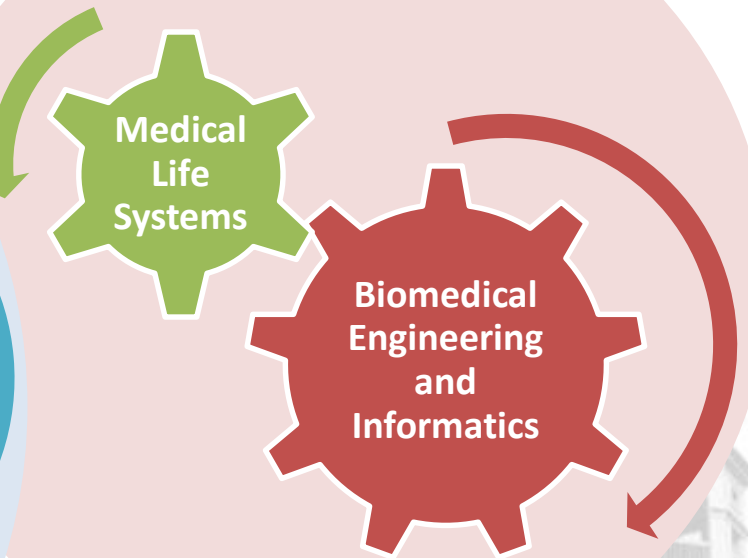 Medical
Life
Systems
Biomedical
Engineering
and
Informatics